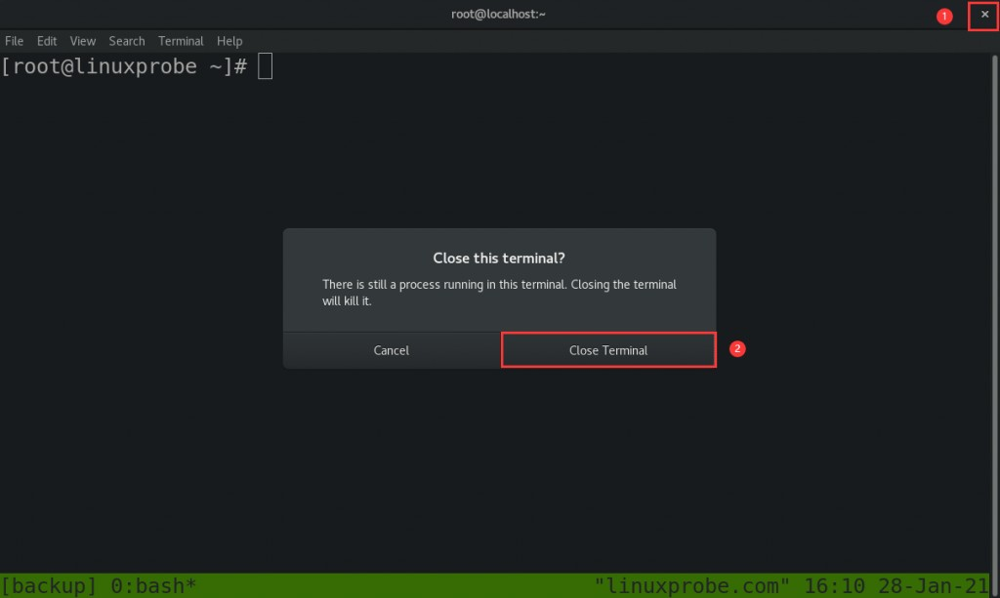 root@localhost:~
1
×
File Edit View Search Terminal Help
[root@linuxprobe ~]#
Close this terminal?
There is still a process running in this terminal. Closing the terminal
will kill it.
Cancel Close Terminal
2
[backup] 0:bash* "linuxprobe.com" 16:10 28-Jan-21